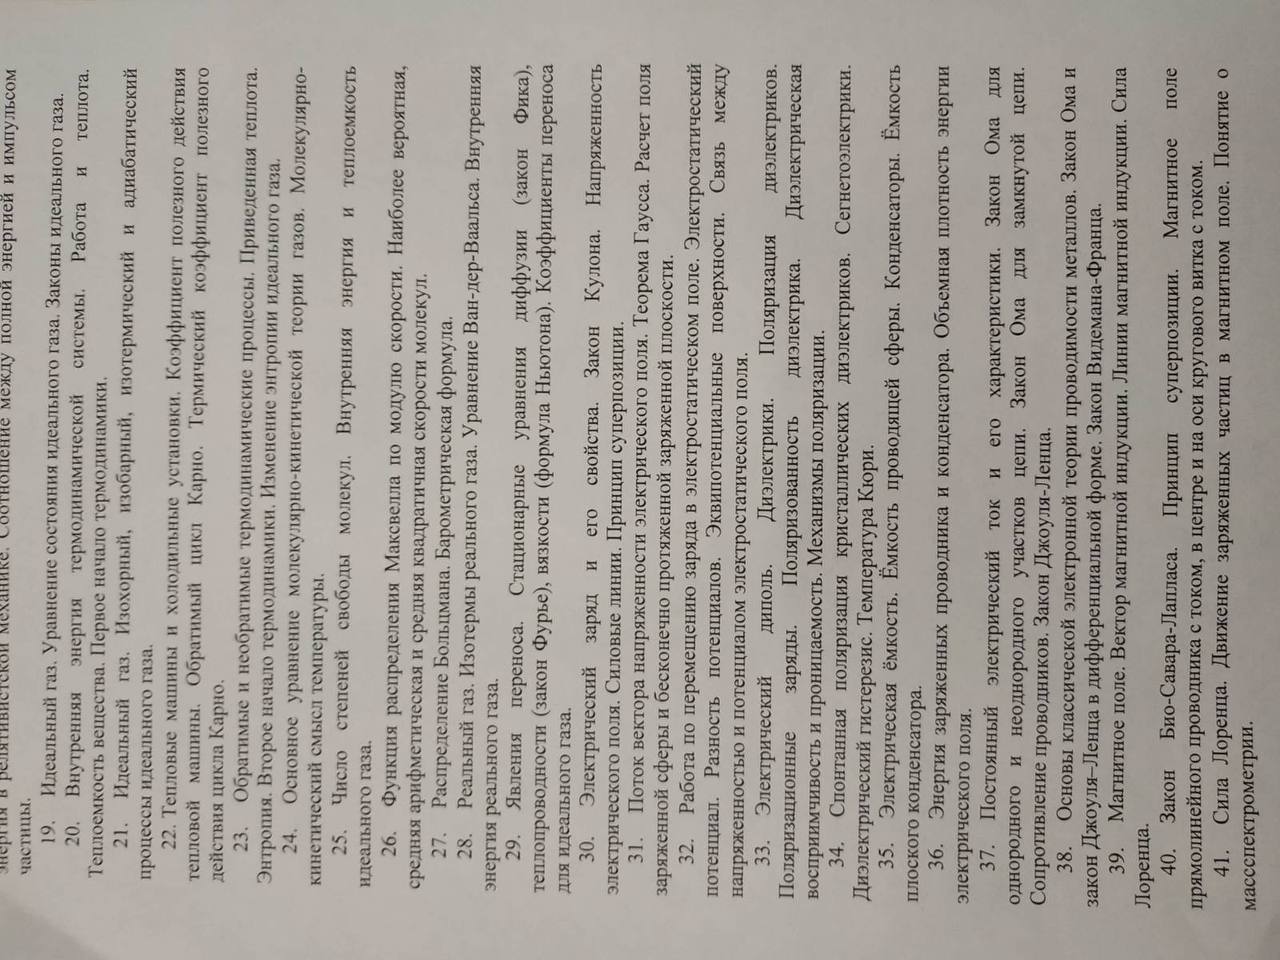 энергия в релятивистской механике. Соотношение между полной энергией и импульсом
частицы.
19. Идеальный газ. Уравнение состояния идеального газа. Законы идеального газа.
20. Внутренняя энергия термодинамической системы. Работа и теплота.
Теплоемкость вещества. Первое начало термодинамики.
21. Идеальный газ. Изохорный, изобарный, изотермический и адиабатический
процессы идеального газа.
22. Тепловые машины и холодильные установки. Коэффициент полезного действия
тепловой машины. Обратимый цикл Карно. Термический коэффициент полезного
действия цикла Карно.
23. Обратимые и необратимые термодинамические процессы. Приведенная теплота.
Энтропия. Второе начало термодинамики. Изменение энтропии идеального газа.
24. Основное уравнение молекулярно-кинетической теории газов. Молекулярно-
кинетический смысл температуры.
25. Число степеней свободы молекул. Внутренняя энергия и теплоемкость
идеального газа.
26. Функция распределения Максвелла по модулю скорости. Наиболее вероятная,
средняя арифметическая и средняя квадратичная скорости молекул.
27. Распределение Больцмана. Барометрическая формула.
28. Реальный газ. Изотермы реального газа. Уравнение Ван-дер-Ваальса. Внутренняя
энергия реального газа.
29. Явления переноса. Стационарные уравнения диффузии (закон Фика),
теплопроводности (закон Фурье), вязкости (формула Ньютона). Коэффициенты переноса
для идеального газа.
30. Электрический заряд и его свойства. Закон Кулона. Напряженность
электрического поля. Силовые линии. Принцип суперпозиции.
31. Поток вектора напряженности электрического поля. Теорема Гаусса. Расчет поля
заряженной сферы и бесконечно протяженной заряженной плоскости.
32. Работа по перемещению заряда в электростатическом поле. Электростатический
потенциал. Разность потенциалов. Эквипотенциальные поверхности. Связь между
напряженностью и потенциалом электростатического поля.
33. Электрический диполь. Диэлектрики. Поляризация диэлектриков.
Поляризационные заряды. Поляризованность диэлектрика. Диэлектрическая
восприимчивость и проницаемость. Механизмы поляризации.
34. Спонтанная поляризация кристаллических диэлектриков. Сегнетоэлектрики.
Диэлектрический гистерезис. Температура Кюри.
35. Электрическая ёмкость. Ёмкость проводящей сферы. Конденсаторы. Ёмкость
плоского конденсатора.
36. Энергия заряженных проводника и конденсатора. Объемная плотность энергии
электрического поля.
37. Постоянный электрический ток и его характеристики. Закон Ома для
однородного и неоднородного участков цепи. Закон Ома для замкнутой цепи.
Сопротивление проводников. Закон Джоуля-Ленца.
38. Основы классической электронной теории проводимости металлов. Закон Ома и
закон Джоуля–Ленца в дифференциальной форме. Закон Видемана-Франца.
39. Магнитное поле. Вектор магнитной индукции. Линии магнитной индукции. Сила
Лоренца.
40. Закон Био-Савара-Лапласа. Принцип суперпозиции. Магнитное поле
прямолинейного проводника с током, в центре и на оси кругового витка с током.
41. Сила Лоренца. Движение заряженных частиц в магнитном поле. Понятие о
массспектрометрии.